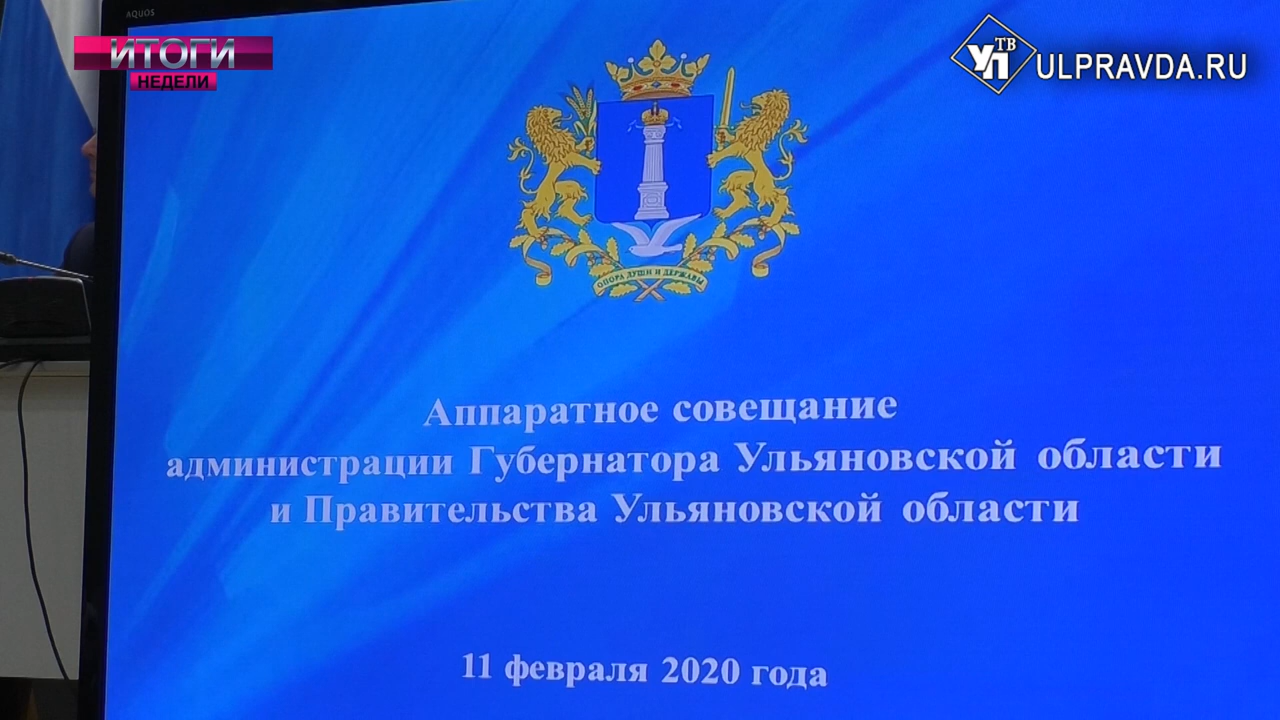 AQUOS
ИТОГИ
НЕДЕЛИ
УП ТВ
ULPRAVDA.RU
ОПОРА ДУШИ И ДЕРЖАВЫ
Аппаратное совещание
администрации Губернатора Ульяновской области
и Правительства Ульяновской области
11 февраля 2020 года